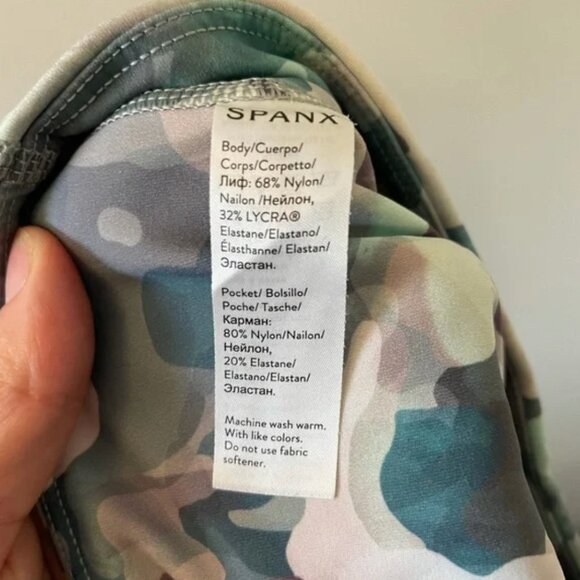 SPANX
Body/Cuerpo/
Corps/Corpetto/
Лиф: 68% Nylon/
Nailon /Нейлон,
32% LYCRA®
Elastane/Elastano/
Élasthanne/ Elastan/
Эластан.
Pocket/ Bolsillo/
Poche/ Tasche/
Карман:
80% Nylon/Nailon/
Нейлон,
20% Elastane/
Elastano/Elastan/
Эластан.
Machine wash warm.
With like colors.
Do not use fabric
softener.